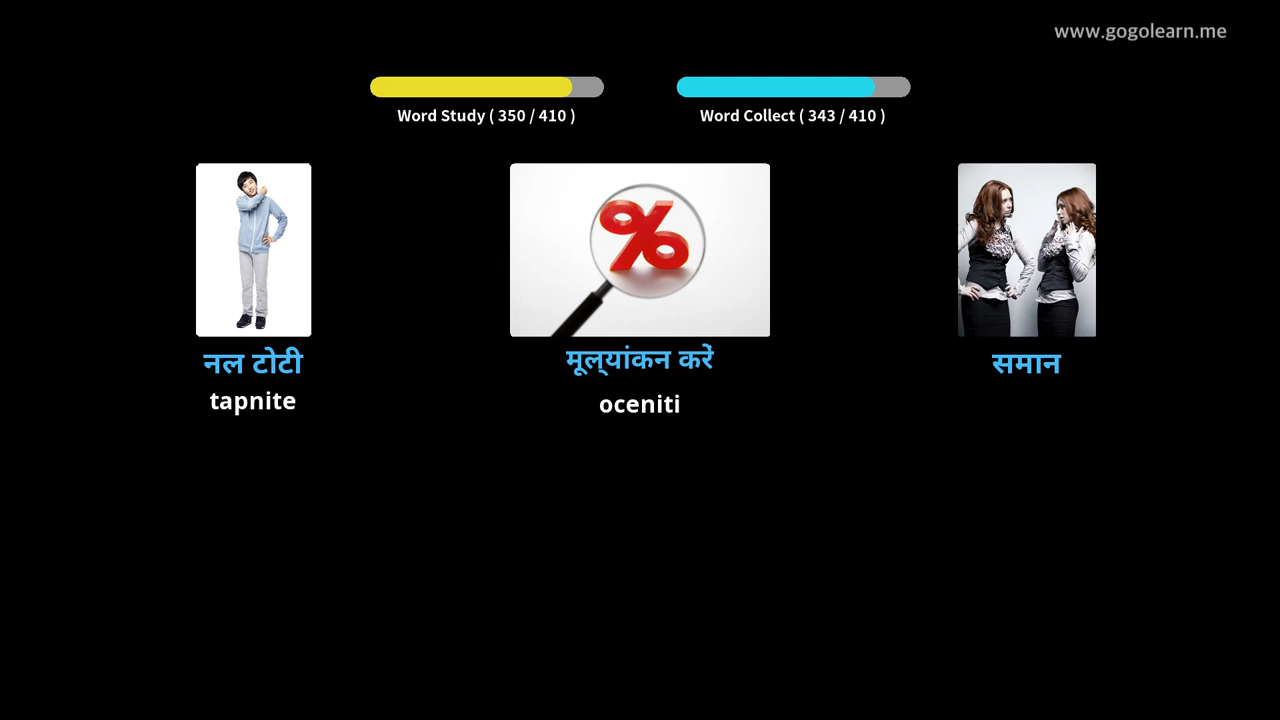 www.gogolearn.me
Word Study ( 350 / 410 )
Word Collect ( 343 / 410 )
%
नल टोटी
मूल्यांकन करें
समान
tapnite
oceniti